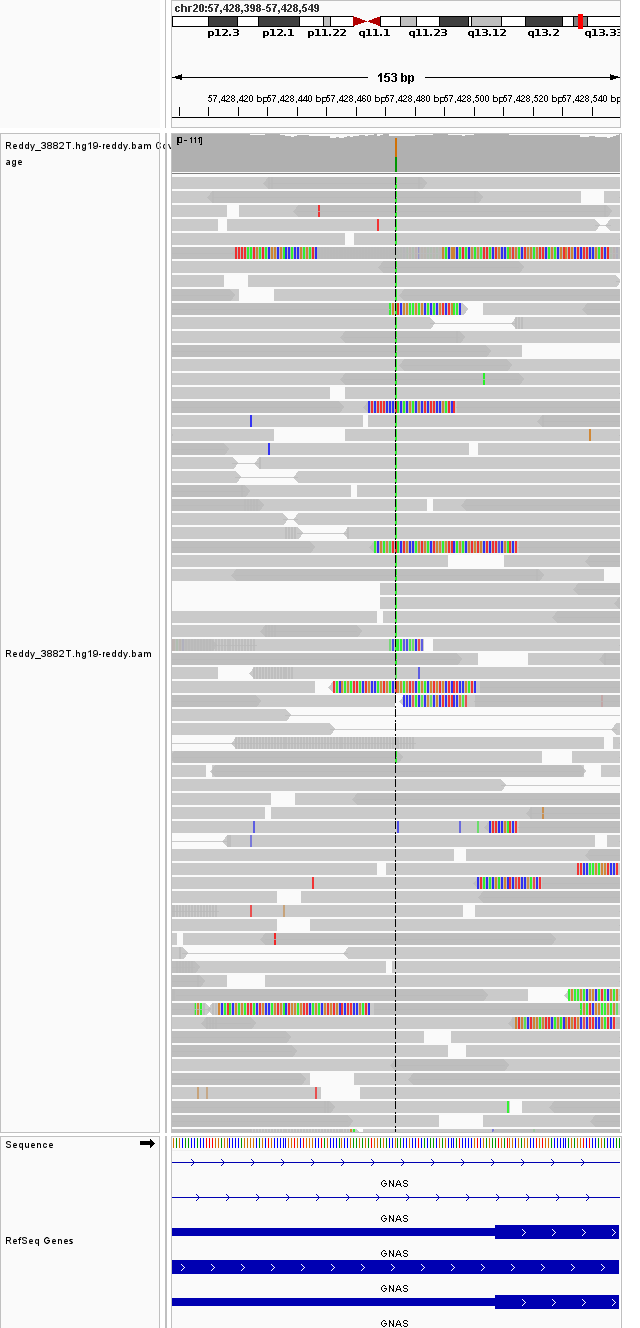 chr20:57,428,398-57,428,549
p12.3 p12.1 p11.22 q11.1 q11.23 q13.12 q13.2 q13.33
153 bp
57,428,420 bp 57,428,440 bp 57,428,460 bp 57,428,480 bp 57,428,500 bp 57,428,520 bp 57,428,540 bp
Reddy_3882T.hg19-reddy.bam Cov
age
[0 - 111]
Reddy_3882T.hg19-reddy.bam
Sequence
GNAS
GNAS
RefSeq Genes
GNAS
GNAS
GNAS